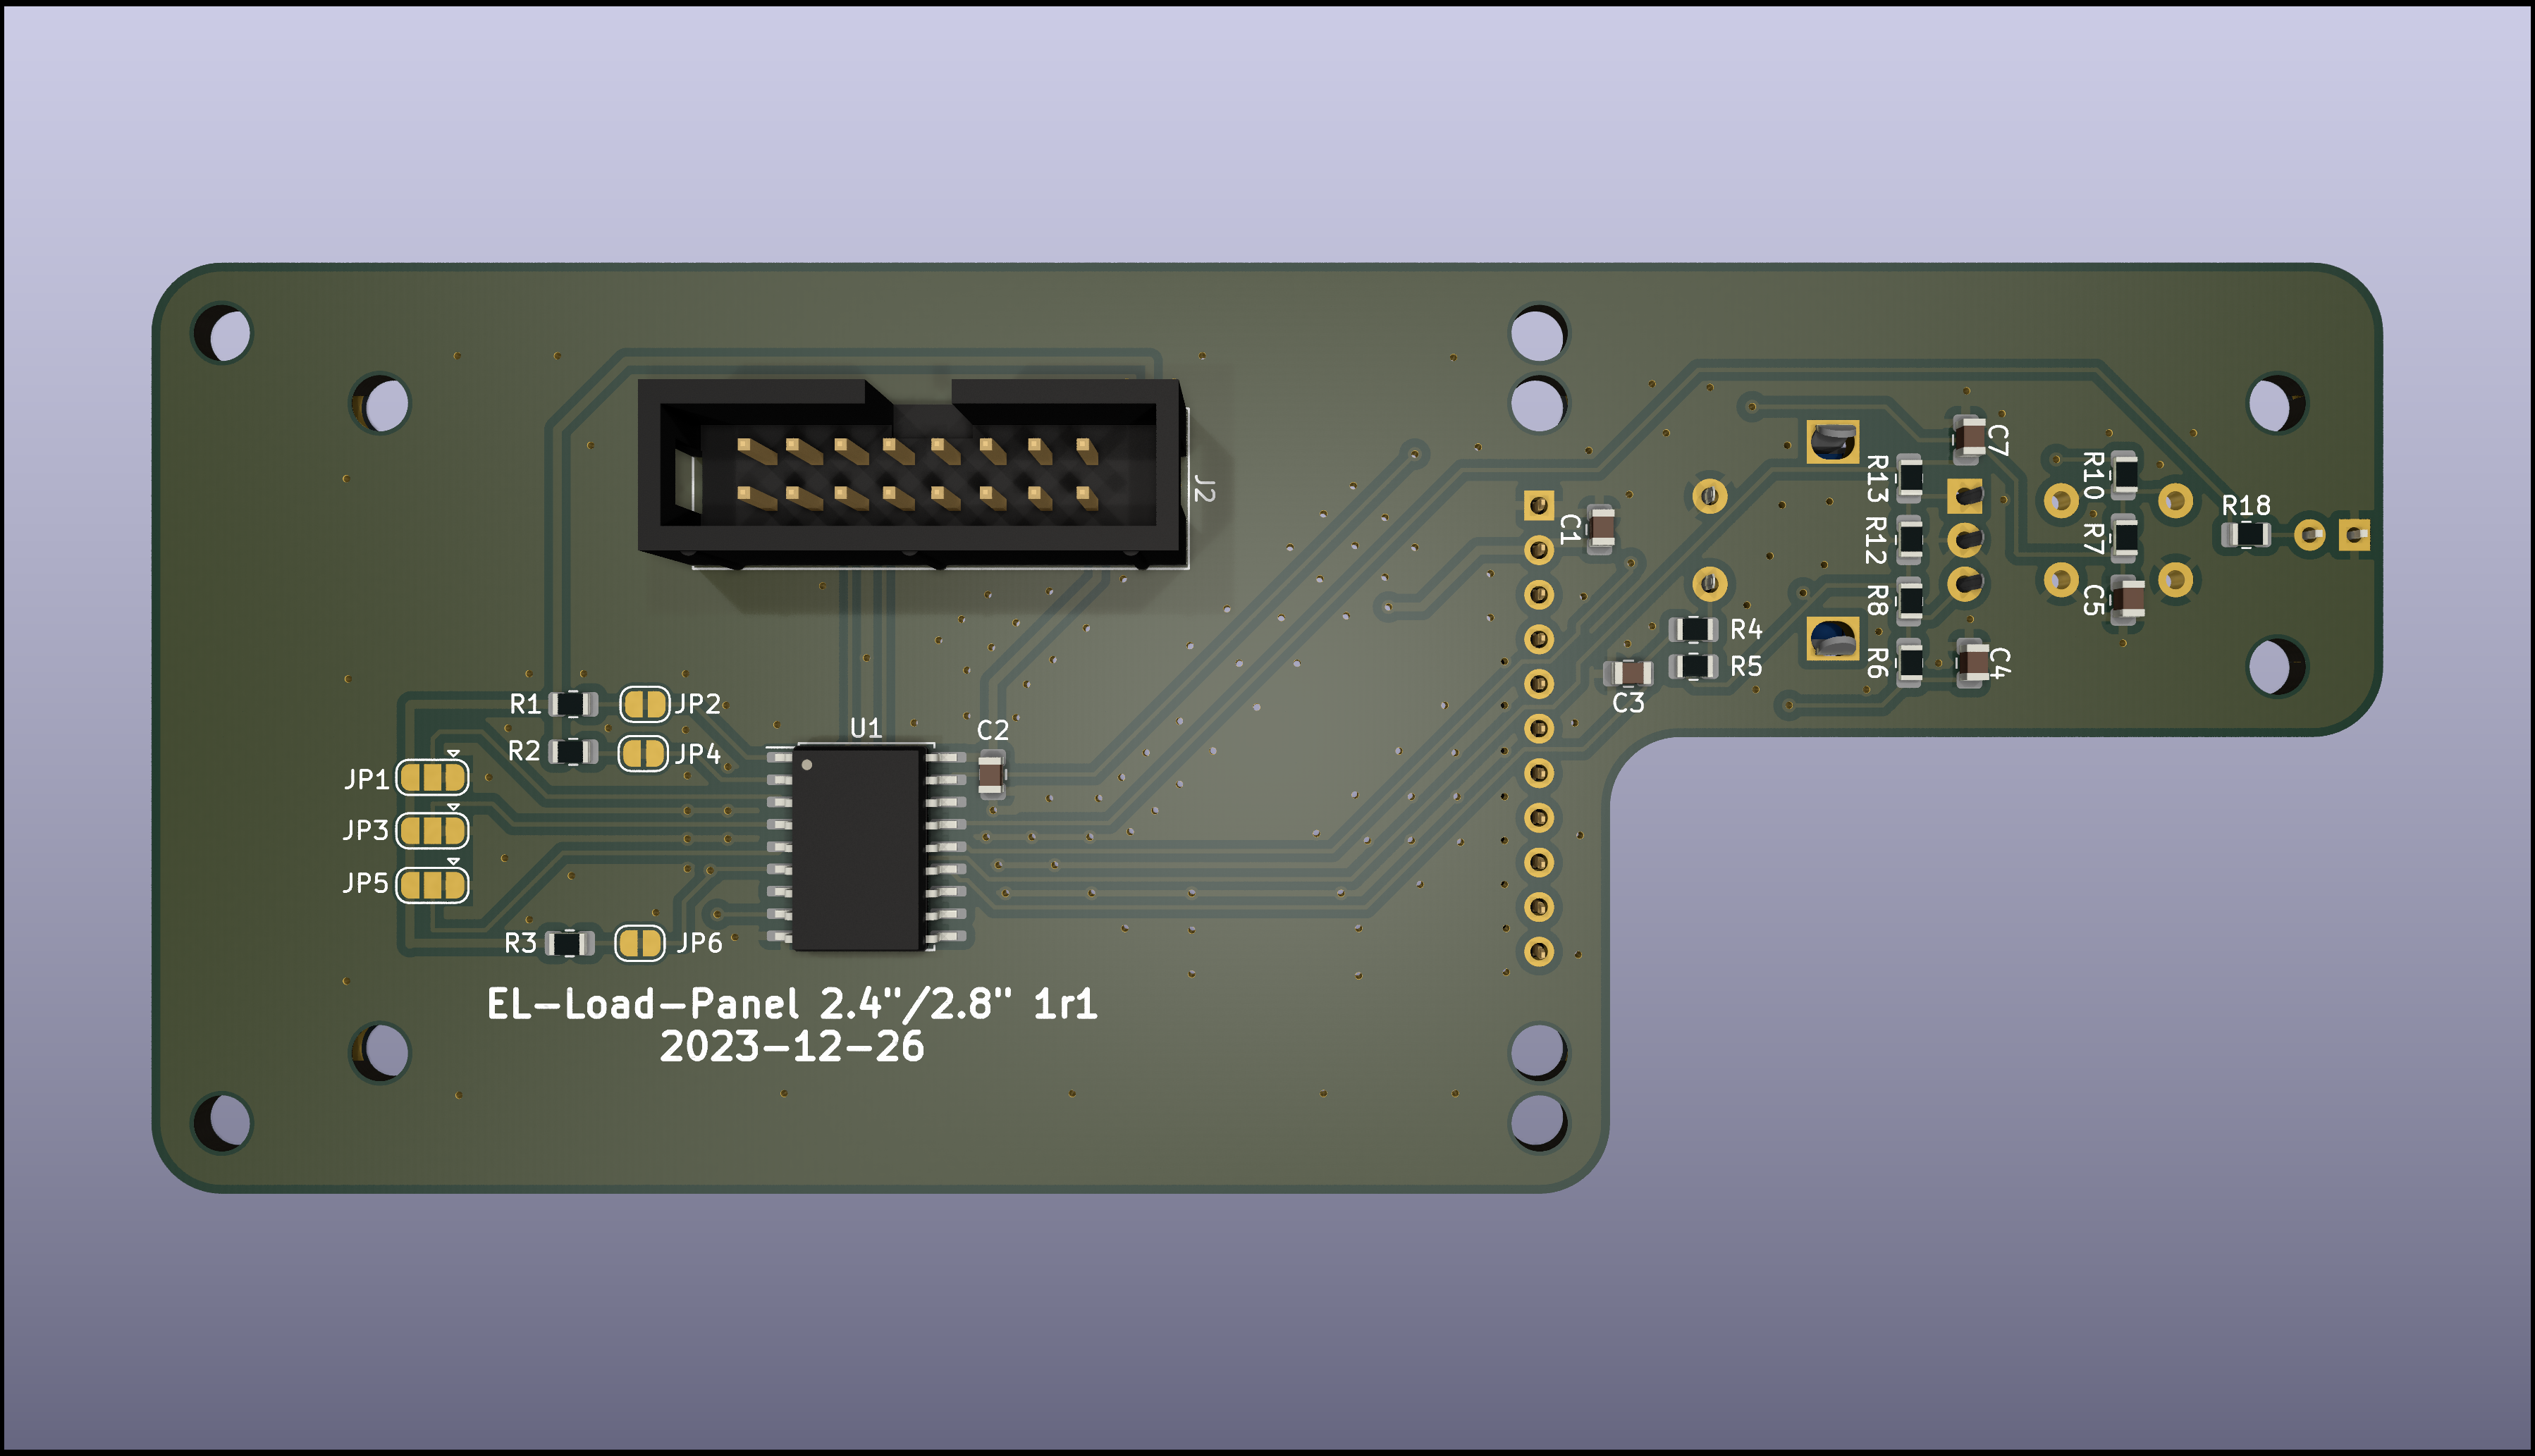 J2
C7
R13
R10
R18
C1
R12
R7
R8
C5
R4
R5
R6
C4
C3
R1
JP2
U1
C2
R2
JP4
JP1
JP3
JP5
R3
JP6
EL-Load-Panel 2.4"/2.8" 1r1
2023-12-26